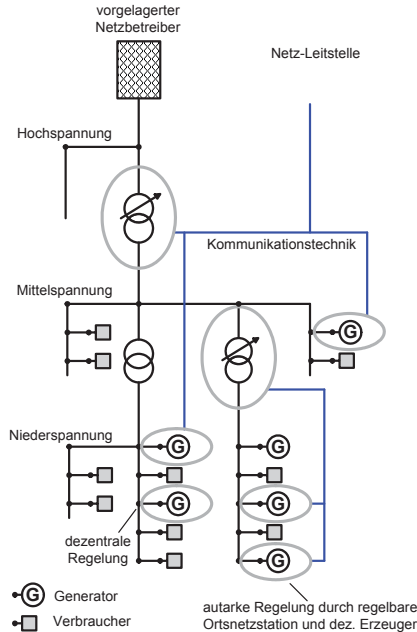 vorgelagerter
Netzbetreiber
Netz-Leitstelle
Hochspannung
Kommunikationstechnik
Mittelspannung
G
Niederspannung
G
G
G
G
dezentrale
Regelung
G
G Generator
Verbraucher
autarke Regelung durch regelbare
Ortsnetzstation und dez. Erzeuger